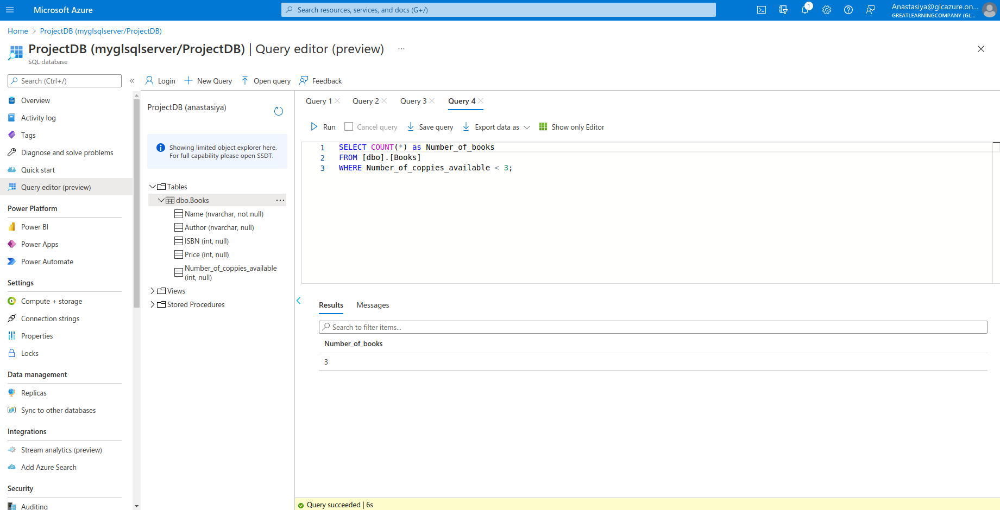 Microsoft Azure
Search resources, services, and docs (G+/)
1
Anastasiya@glcazure.on...
GREATLEARNINGCOMPANY (GL...
Home > ProjectDB (myglsqlserver/ProjectDB)
ProjectDB (myglsqlserver/ProjectDB) | Query editor (preview) ...
SQL database
Search (Ctrl+/)
«
Overview
Activity log
Tags
Diagnose and solve problems
Quick start
Query editor (preview)
Power Platform
Power BI
Power Apps
Power Automate
Settings
Compute + storage
Connection strings
Properties
Locks
Data management
Replicas
Sync to other databases
Integrations
Stream analytics (preview)
Add Azure Search
Security
Auditing
Login New Query Open query Feedback
ProjectDB (anastasiya)
Showing limited object explorer here.
For full capability please open SSDT.
Tables
dbo.Books ...
Name (nvarchar, not null)
Author (nvarchar, null)
ISBN (int, null)
Price (int, null)
Number_of_coppies_available
(int, null)
Views
Stored Procedures
Query 1 Query 2 Query 3 Query 4
Run Cancel query Save query Export data as Show only Editor
1 SELECT COUNT(*) as Number_of_books
2 FROM [dbo].[Books]
3 WHERE Number_of_coppies_available < 3;
Results Messages
Search to filter items...
Number_of_books
3
Query succeeded | 6s